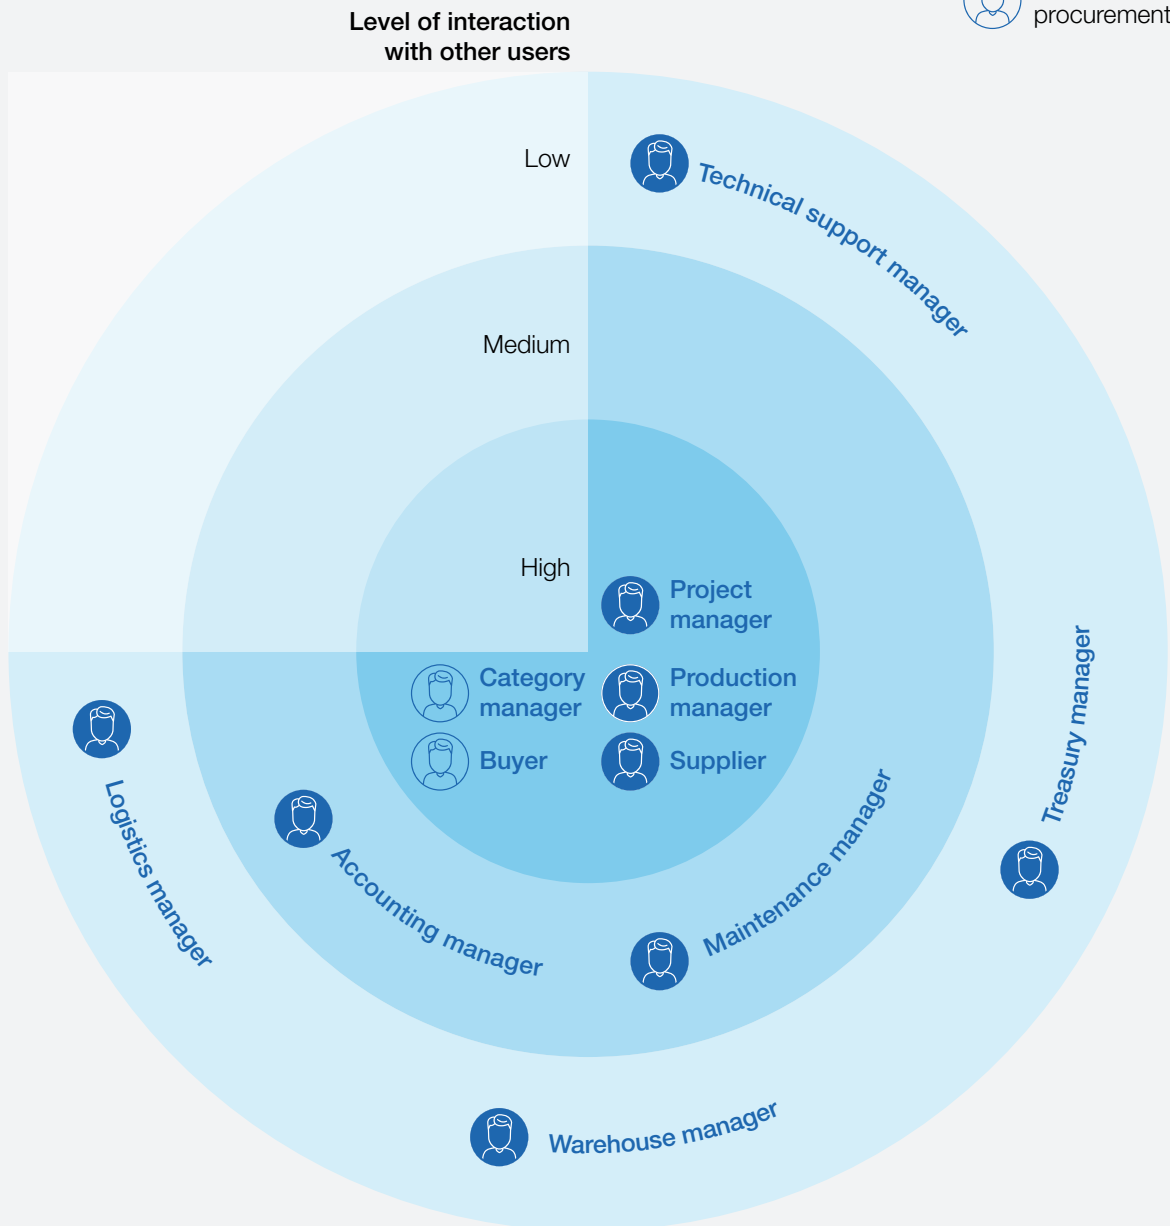 procurement
Level of interaction
with other users
Low
Technical support manager
Medium
High
Project
manager
Category
manager
Production
manager
Buyer
Supplier
Treasury manager
Logistics manager
Accounting manager
Maintenance manager
Warehouse manager